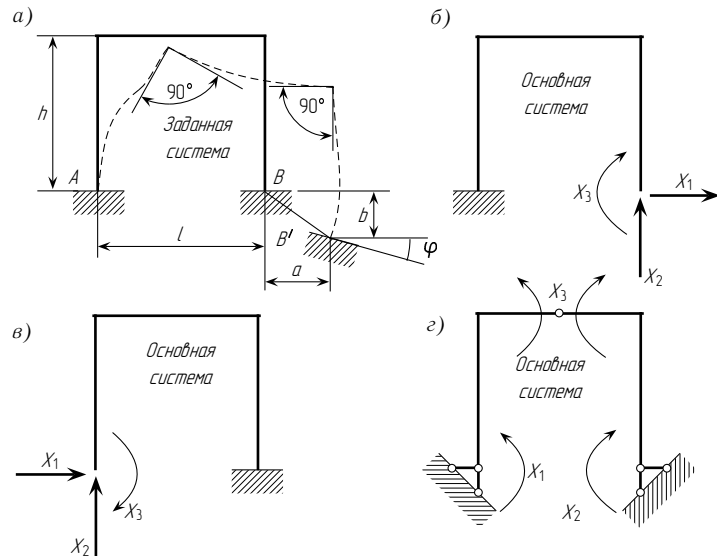 а)
h
A
90°
Заданная
система
90°
B
l
B'
b
a
φ
б)
Основная
система
X3
X1
X2
в)
Основная
система
X1
X3
X2
г)
X3
Основная
система
X1
X2